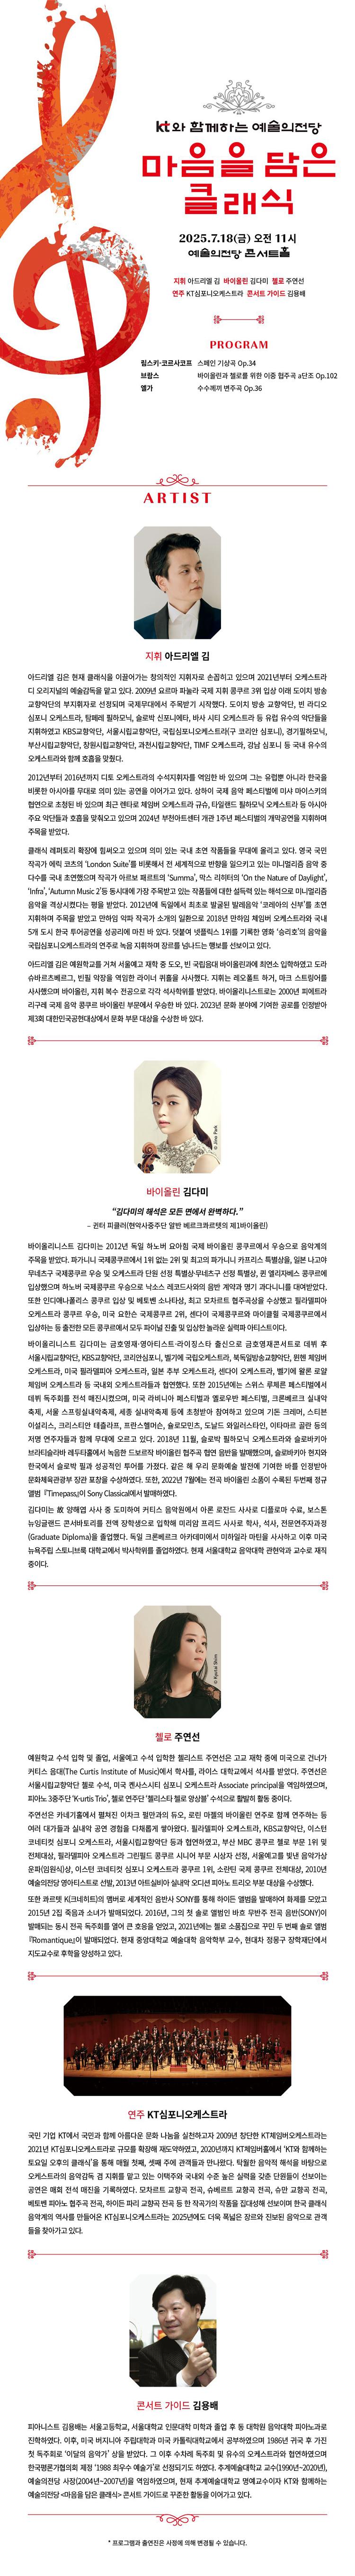 kt와 함께하는 예술의전당
마음을 담은
클래식
2025.7.18(금) 오전 11시
예술의전당 콘서트홀
지휘 아드리엘 김 바이올린 김다미 첼로 주연선
연주 KT심포니오케스트라 콘서트 가이드 김용배
PROGRAM
림스키-코르사코프 스페인 기상곡 Op.34
브람스 바이올린과 첼로를 위한 이중 협주곡 a단조 Op.102
엘가 수수께끼 변주곡 Op.36
ARTIST
지휘 아드리엘 김
아드리엘 김은 현재 클래식을 이끌어가는 창의적인 지휘자로 손꼽히고 있으며 2021년부터 오케스트라
디 오리지널의 예술감독을 맡고 있다. 2009년 요르마 파눌라 국제 지휘 콩쿠르 3위 입상 이래 도이치 방송
교향악단의 부지휘자로 선정되며 국제무대에서 주목받기 시작했다. 도이치 방송 교향악단, 빈 라디오
심포니 오케스트라, 탐페레 필하모닉, 슬로박 신포니에타, 바사 시티 오케스트라 등 유럽 유수의 악단들을
지휘하였고 KBS교향악단, 서울시립교향악단, 국립심포니오케스트라(구 코리안 심포니), 경기필하모닉,
부산시립교향악단, 창원시립교향악단, 과천시립교향악단, TIMF 오케스트라, 강남 심포니 등 국내 유수의
오케스트라와 함께 호흡을 맞췄다.
2012년부터 2016년까지 디토 오케스트라의 수석지휘자를 역임한 바 있으며 그는 유럽뿐 아니라 한국을
비롯한 아시아를 무대로 의미 있는 공연을 이어가고 있다. 상하이 국제 음악 페스티벌에 미샤 마이스키의
협연으로 초청된 바 있으며 최근 렌타로 체임버 오케스트라 규슈, 타일랜드 필하모닉 오케스트라 등 아시아
주요 악단들과 호흡을 맞춰오고 있으며 2024년 부천아트센터 개관 1주년 페스티벌의 개막공연을 지휘하며
주목을 받았다.
클래식 레퍼토리 확장에 힘써오고 있으며 의미 있는 국내 초연 작품들을 무대에 올리고 있다. 영국 국민
작곡가 에릭 코츠의 ‘London Suite’를 비롯해서 전 세계적으로 반향을 일으키고 있는 미니멀리즘 음악 중
다수를 국내 초연했으며 작곡가 아르보 패르트의 ‘Summa’, 막스 리히터의 ‘On the Nature of Daylight’,
‘Infra’, ‘Autumn Music 2’등 동시대에 가장 주목받고 있는 작품들에 대한 설득력 있는 해석으로 미니멀리즘
음악을 격상시켰다는 평을 받았다. 2012년에 독일에서 최초로 발굴된 발레음악 ‘코레아의 신부’를 초연
지휘하며 주목을 받았고 만하임 악파 작곡가 소개의 일환으로 2018년 만하임 체임버 오케스트라와 국내
5개 도시 한국 투어공연을 성공리에 마친 바 있다. 덧붙여 넷플릭스 1위를 기록한 영화 ‘승리호’의 음악을
국립심포니오케스트라의 연주로 녹음 지휘하며 장르를 넘나드는 행보를 선보이고 있다.
아드리엘 김은 예원학교를 거쳐 서울예고 재학 중 도오, 빈 국립음대 바이올린과에 최연소 입학하였고 도라
슈바르츠베르그, 빈필 악장을 역임한 라이너 퀴홀을 사사했다. 지휘는 레오폴트 하거, 마크 스트링어를
사사했으며 바이올린, 지휘 복수 전공으로 각각 석사학위를 받았다. 바이올리니스트로는 2000년 피에트라
리구레 국제 음악 콩쿠르 바이올린 부문에서 우승한 바 있다. 2023년 문화 분야에 기여한 공로를 인정받아
제3회 대한민국공헌대상에서 문화 부문 대상을 수상한 바 있다.
© Jino Park
바이올린 김다미
“김다미의 해석은 모든 면에서 완벽하다.”
– 귄터 피클러(현악사중주단 알반 베르크콰르텟의 제1바이올린)
바이올리니스트 김다미는 2012년 독일 하노버 요아힘 국제 바이올린 콩쿠르에서 우승으로 음악계의
주목을 받았다. 파가니니 국제콩쿠르에서 1위 없는 2위 및 최고의 파가니니 카프리스 특별상을, 일본 나고야
무네츠구 국제콩쿠르 우승 및 오케스트라 단원 선정 특별상·무네츠구 선정 특별상, 퀸 엘리자베스 콩쿠르에
입상했으며 하노버 국제콩쿠르 우승으로 낙소스 레코드사와의 음반 계약과 명기 과다니니를 대여받았다.
또한 인디애나폴리스 콩쿠르 입상 및 베토벤 소나타상, 최고 모차르트 협주곡상을 수상했고 필라델피아
오케스트라 콩쿠르 우승, 미국 요한슨 국제콩쿠르 2위, 센다이 국제콩쿠르와 마이클힐 국제콩쿠르에서
입상하는 등 출전한 모든 콩쿠르에서 모두 파이널 진출 및 입상한 놀라운 실력파 아티스트이다.
바이올리니스트 김다미는 금호영재·영아티스트·라이징스타 출신으로 금호영재콘서트로 데뷔 후
서울시립교향악단, KBS교향악단, 코리안심포니, 벨기에 국립오케스트라, 북독일방송교향악단, 뮌헨 체임버
오케스트라, 미국 필라델피아 오케스트라, 일본 추부 오케스트라, 센다이 오케스트라, 벨기에 왈론 로얄
체임버 오케스트라 등 국내외 오케스트라들과 협연했다. 또한 2015년에는 스위스 루체른 페스티벌에서
데뷔 독주회를 전석 매진시켰으며, 미국 라비니아 페스티벌과 옐로우반 페스티벌, 크론베르크 실내악
축제, 서울 스프링실내악축제, 세종 실내악축제 등에 초청받아 참여하고 있으며 기돈 크레머, 스티븐
이설리스, 크리스티안 테츨라프, 프란스헬머슨, 율로모민츠, 도날드 와일러스타인, 이타마르 골란 등의
저명 연주자들과 함께 무대에 오르고 있다. 2018년 11월, 슬로박 필하모닉 오케스트라와 슬로바키아
브라티슬라바 레두타홀에서 녹음한 드보르작 바이올린 협주곡 협연 음반을 발매했으며, 슬로바키아 현지와
한국에서 슬로박 필과 성공적인 투어를 가졌다. 같은 해 우리 문화예술 발전에 기여한 바를 인정받아
문화체육관광부 장관 포창을 수상하였다. 또한, 2022년 7월에는 전곡 바이올린 소품이 수록된 두번째 정규
앨범『Timepass』이 Sony Classical에서 발매하였다.
김다미는 故 양해엽 사사 중 도미하여 커티스 음악원에서 아론 로잔드 사사로 디플로마 수료, 보스톤
뉴잉글랜드 콘서바토리를 전액 장학생으로 입학해 미리암 프리드 사사로 학사, 석사, 전문연주자과정
(Graduate Diploma)을 졸업했다. 독일 크론베르크 아카데미에서 미하일라 마틴을 사사하고 이후 미국
뉴욕주립 스토니브룩 대학교에서 박사학위를 졸업하였다. 현재 서울대학교 음악대학 관현악과 교수로 재직
중이다.
© Kyutai Shim
첼로 주연선
예원학교 수석 입학 및 졸업, 서울예고 수석 입학한 첼리스트 주연선은 고교 재학 중에 미국으로 건너가
커티스 음대(The Curtis Institute of Music)에서 학사를, 라이스 대학교에서 석사를 받았다. 주연선은
서울시립교향악단 첼로 수석, 미국 캔사스시티 심포니 오케스트라 Associate principal을 역임하였으며,
피아노 3중주단 ‘K-urtis Trio’, 첼로 연주단 ‘첼리스타 첼로 앙상블’ 수석으로 활발히 활동 중이다.
주연선은 카네기홀에서 펼쳐진 이차크 펄만과의 듀오, 로린 마젤의 바이올린 연주로 함께 연주하는 등
여러 대가들과 실내악 공연 경험을 다채롭게 쌓아왔다. 필라델피아 오케스트라, KBS교향악단, 이스턴
코네티컷 심포니 오케스트라, 서울시립교향악단 등과 협연하였고, 부산 MBC 콩쿠르 첼로 부문 1위 및
전체대상, 필라델피아 오케스트라 그린필드 콩쿠르 시니어 부문 시상자 선정, 서울예고를 빛낸 음악가상
운파(임원식)상, 이스턴 코네티컷 심포니 오케스트라 콩쿠르 1위, 소란틴 국제 콩쿠르 전체대상, 2010년
예술의전당 영아티스트로 선발, 2013년 아트실비아 실내악 오디션 피아노 트리오 부문 대상을 수상했다.
또한 콰르텟 K(크네히트)의 맴버로 세계적인 음반사 SONY를 통해 하이든 앨범을 발매하여 화제를 모았고
2015년 2집 죽음과 소녀가 발매되었다. 2016년, 그의 첫 솔로 앨범인 바흐 무반주 전곡 음반(SONY)이
발매되는 동시 전곡 독주회를 열어 큰 호응을 얻었고, 2021년에는 첼로 소품집으로 꾸민 두 번째 솔로 앨범
『Romantique』이 발매되었다. 현재 중앙대학교 예술대학 음악학부 교수, 현대차 정몽구 장학재단에서
지도교수로 후학을 양성하고 있다.
연주 KT심포니오케스트라
국민 기업 KT에서 국민과 함께 아름다운 문화 나눔을 실천하고자 2009년 창단한 KT체임버오케스트라는
2021년 KT심포니오케스트라로 규모를 확장해 재도약하였고, 2020년까지 KT체임버홀에서 ‘KT와 함께하는
토요일 오후의 클래식’을 통해 매월 첫째, 셋째 주에 관객들과 만나왔다. 탁월한 음악적 해석을 바탕으로
오케스트라의 음악감독 겸 지휘를 맡고 있는 이택주와 국내외 수준 높은 실력을 갖춘 단원들이 선보이는
공연은 매회 전석 매진을 기록하였다. 모차르트 교향곡 전곡, 슈베르트 교향곡 전곡, 슈만 교향곡 전곡,
베토벤 피아노 협주곡 전곡, 하이든 파리 교향곡 전곡 등 한 작곡가의 작품을 집대성해 선보이며 한국 클래식
음악계의 역사를 만들어온 KT심포니오케스트라는 2025년에도 더욱 폭넓은 장르와 진보된 음악으로 관객
들을 찾아가고 있다.
콘서트 가이드 김용배
피아니스트 김용배는 서울고등학교, 서울대학교 인문대학 미학과 졸업 후 동 대학원 음악대학 피아노과로
진학하였다. 이후, 미국 버지니아 주립대학과 미국 카톨릭대학교에서 공부하였으며 1986년 귀국 후 가진
첫 독주회로 ‘이달의 음악가’ 상을 받았다. 그 이후 수차례 독주회 및 유수의 오케스트라와 협연하였으며
한국평론가협의회 제정 ‘1988 최우수 예술가’로 선정되기도 하였다. 추계예술대학교 교수(1990년~2020년),
예술의전당 사장(2004년~2007년)을 역임하였으며, 현재 추계예술대학교 명예교수이자 KT와 함께하는
예술의전당 <마음을 담은 클래식> 콘서트 가이드로 꾸준한 활동을 이어가고 있다.
* 프로그램과 출연진은 사정에 의해 변경될 수 있습니다.